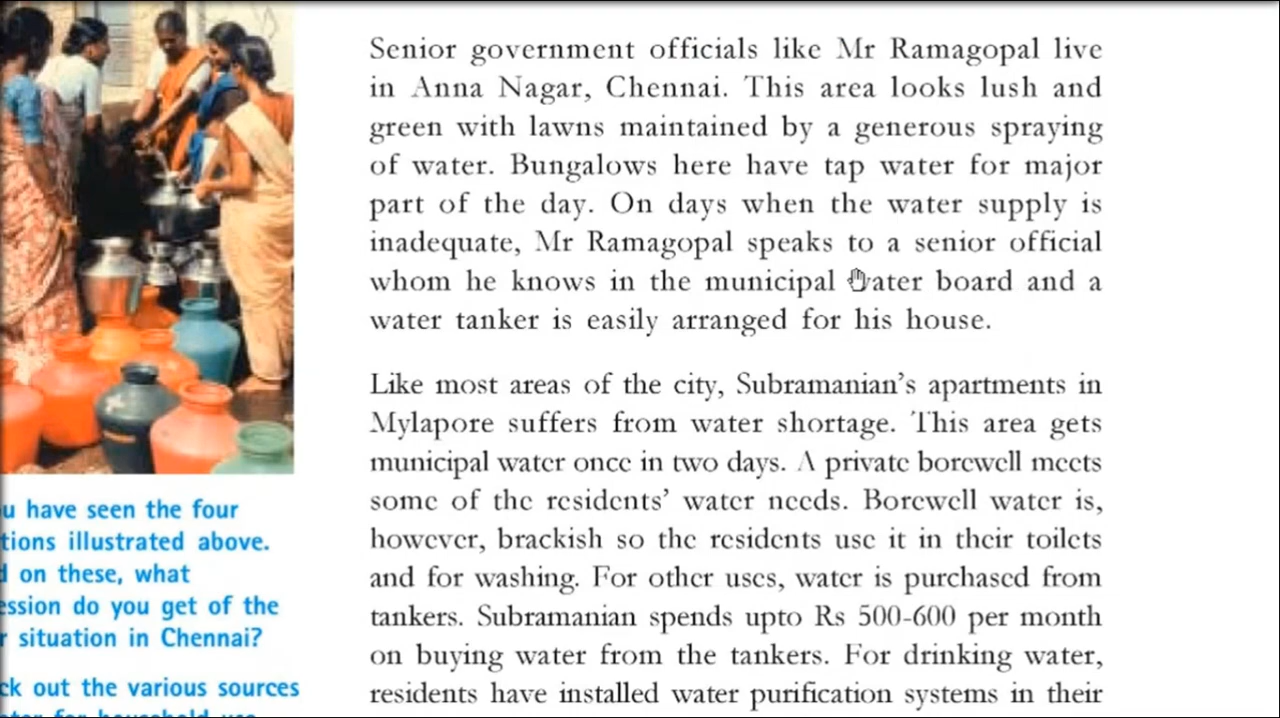 Senior government officials like Mr Ramagopal live
in Anna Nagar, Chennai. This area looks lush and
green with lawns maintained by a generous spraying
of water. Bungalows here have tap water for major
part of the day. On days when the water supply is
inadequate, Mr Ramagopal speaks to a senior official
whom he knows in the municipal water board and a
water tanker is easily arranged for his house.
Like most areas of the city, Subramanian's apartments in
Mylapore suffers from water shortage. This area gets
municipal water once in two days. A private borewell meets
some of the residents' water needs. Borewell water is,
however, brackish so the residents use it in their toilets
and for washing. For other uses, water is purchased from
tankers. Subramanian spends upto Rs 500-600 per month
on buying water from the tankers. For drinking water,
residents have installed water purification systems in their
u have seen the four
tions illustrated above.
d on these, what
ession do you get of the
r situation in Chennai?
ck out the various sources